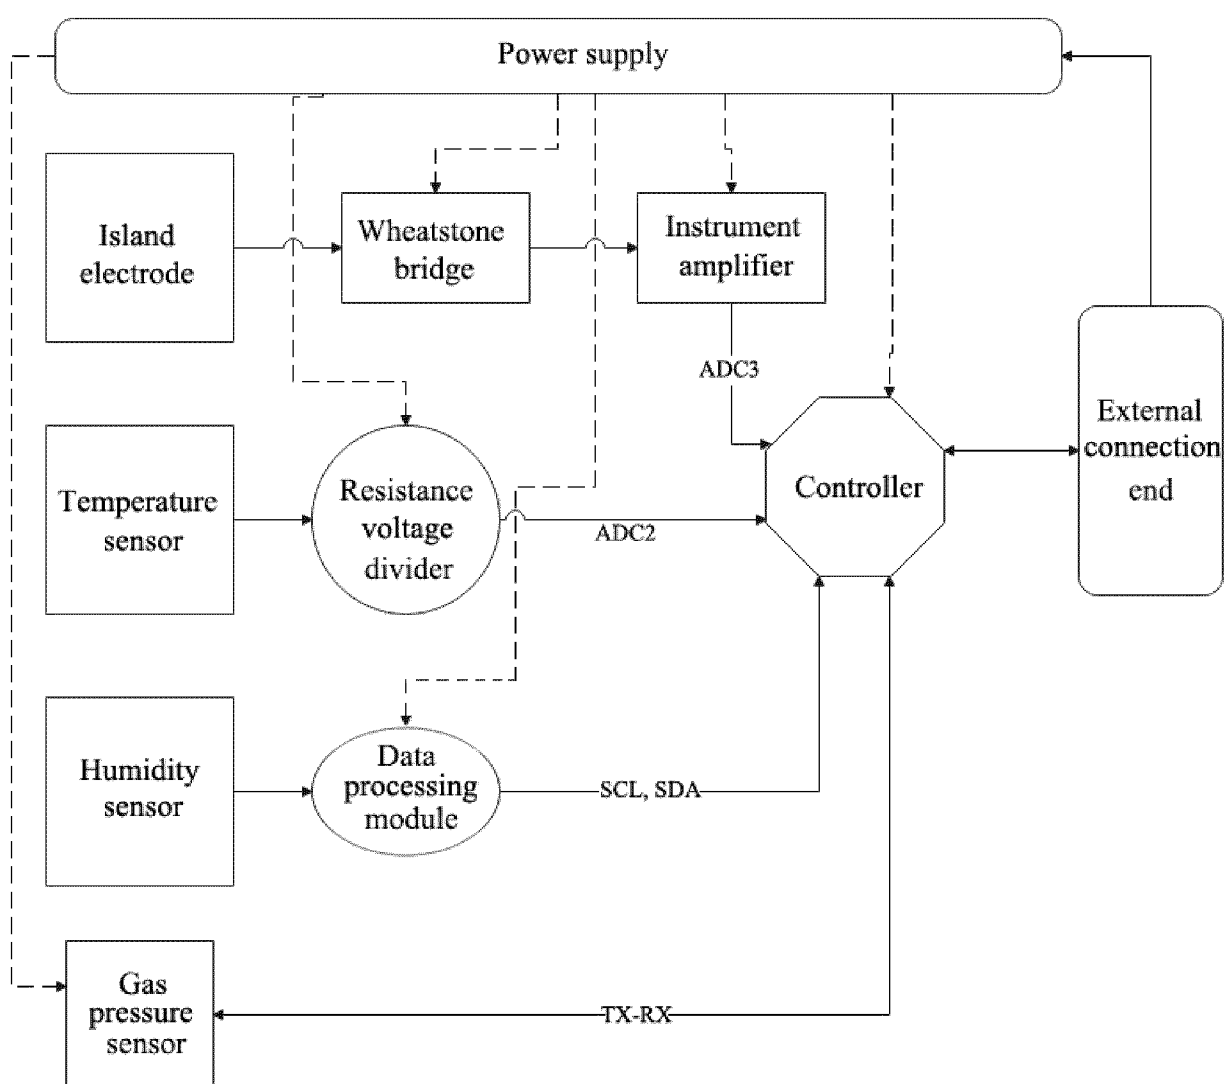 Power supply
Island
electrode
Wheatstone
bridge
Instrument
amplifier
ADC3
External
connection
end
Controller
Temperature
sensor
Resistance
voltage
divider
ADC2
Humidity
sensor
Data
processing
module
SCL, SDA
Gas
pressure
sensor
TX-RX